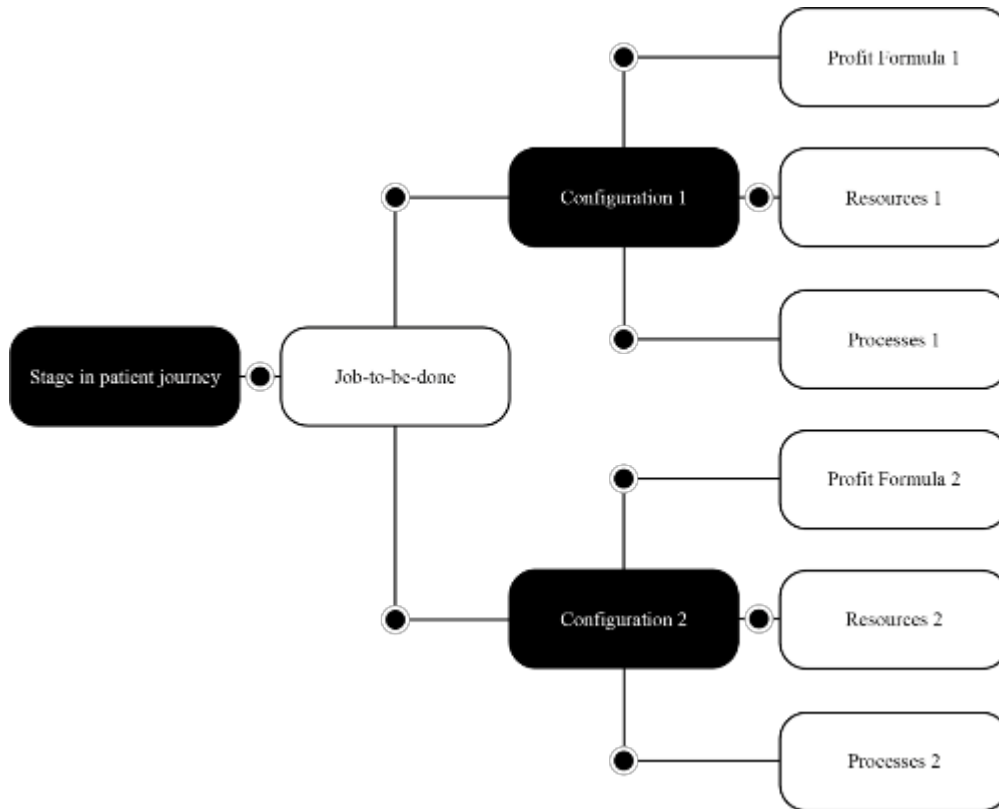 Profit Formula 1
Configuration 1
Resources 1
Processes 1
Stage in patient journey
Job-to-be-done
Profit Formula 2
Configuration 2
Resources 2
Processes 2